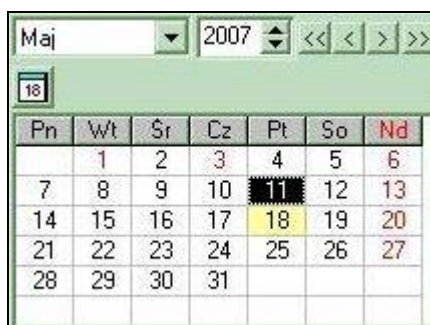 Maj 2007 << < > >>
18
Pn Wt Śr Cz Pt So Nd
1 2 3 4 5 6
7 8 9 10 11 12 13
14 15 16 17 18 19 20
21 22 23 24 25 26 27
28 29 30 31